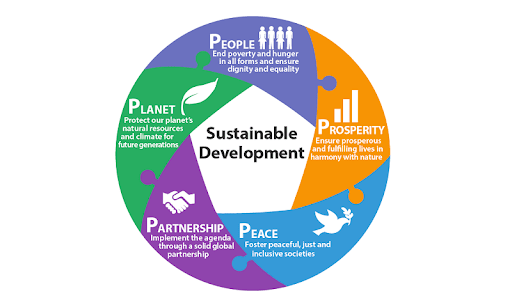 PEOPLE
End poverty and hunger
in all forms and ensure
dignity and equality
PROSPERITY
Ensure prosperous
and fulfilling lives in
harmony with nature
PEACE
Foster peaceful, just and
inclusive societies
PARTNERSHIP
Implement the agenda
through a solid global
partnership
PLANET
Protect our planet's
natural resources
and climate for
future generations
Sustainable
Development